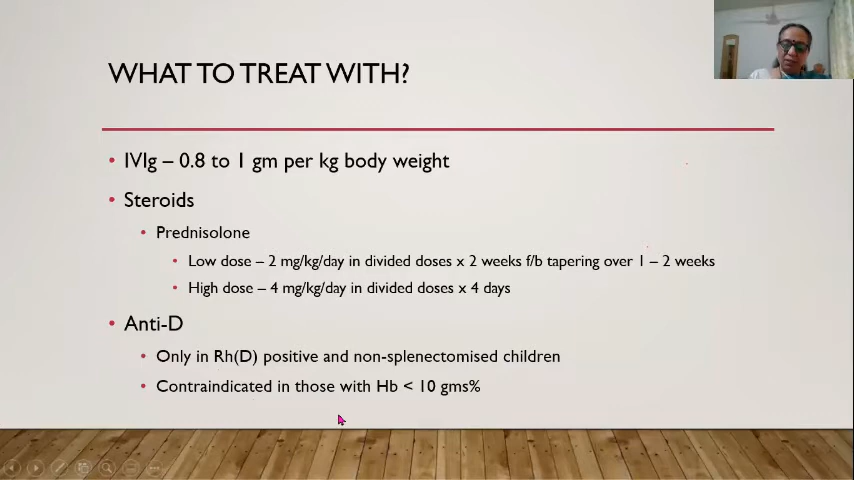 WHAT TO TREAT WITH?
• IVIg – 0.8 to 1 gm per kg body weight
• Steroids
• Prednisolone
• Low dose – 2 mg/kg/day in divided doses x 2 weeks f/b tapering over 1 – 2 weeks
• High dose – 4 mg/kg/day in divided doses x 4 days
• Anti-D
• Only in Rh(D) positive and non-splenectomised children
• Contraindicated in those with Hb < 10 gms%